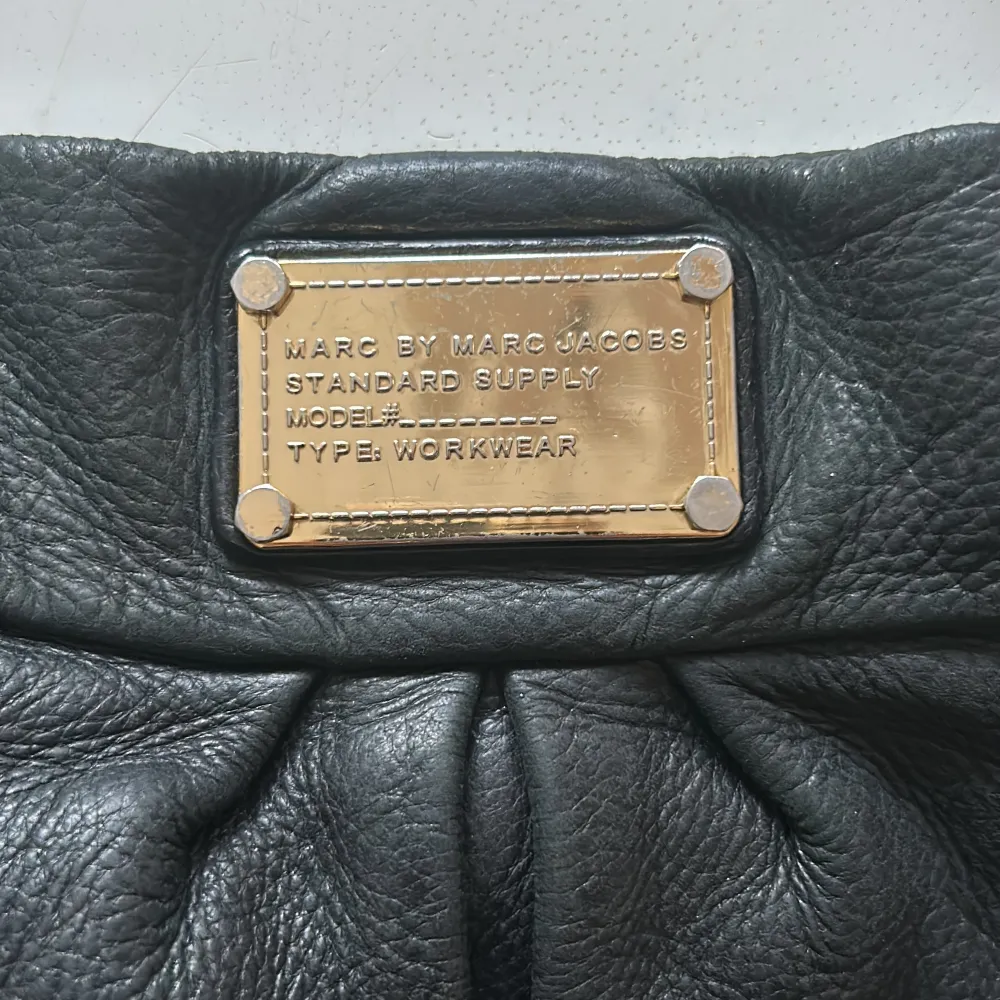 MARC BY MARC JACOBS
STANDARD SUPPLY
MODEL#_________
TYPE: WORKWEAR